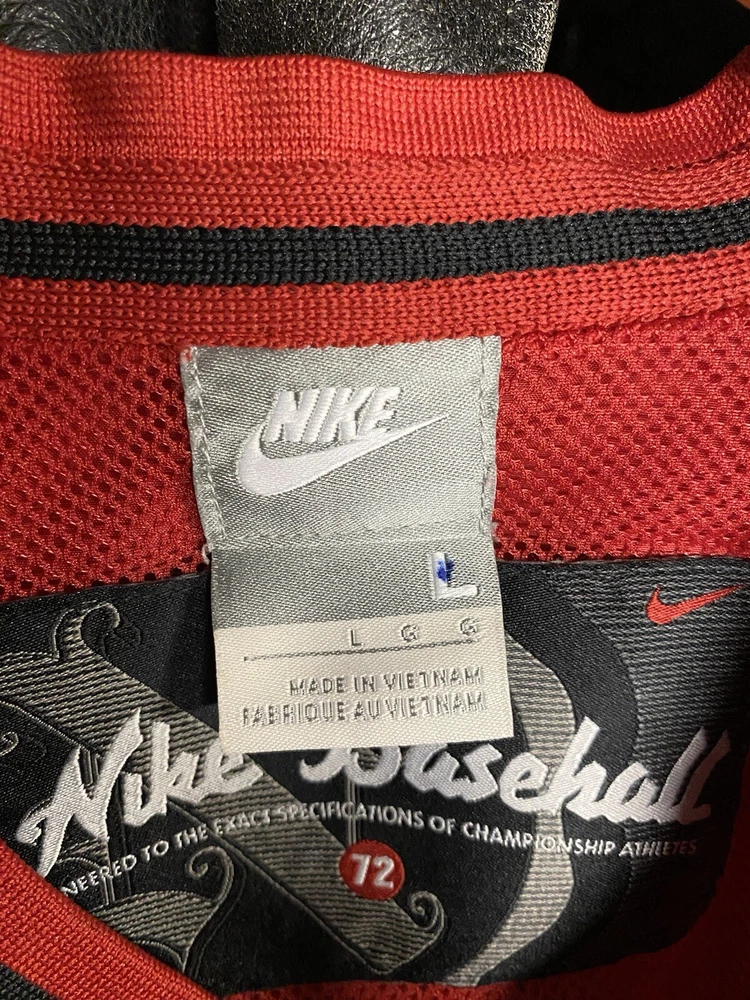 NIKE
L
L G G
MADE IN VIETNAM
FABRIQUE AU VIETNAM
Nike Baseball
NEERED TO THE EXACT SPECIFICATIONS OF CHAMPIONSHIP ATHLETES
72